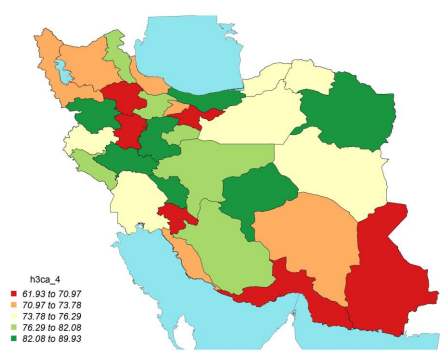 h3ca_4
61.93 to 70.97
70.97 to 73.78
73.78 to 76.29
76.29 to 82.08
82.08 to 89.93